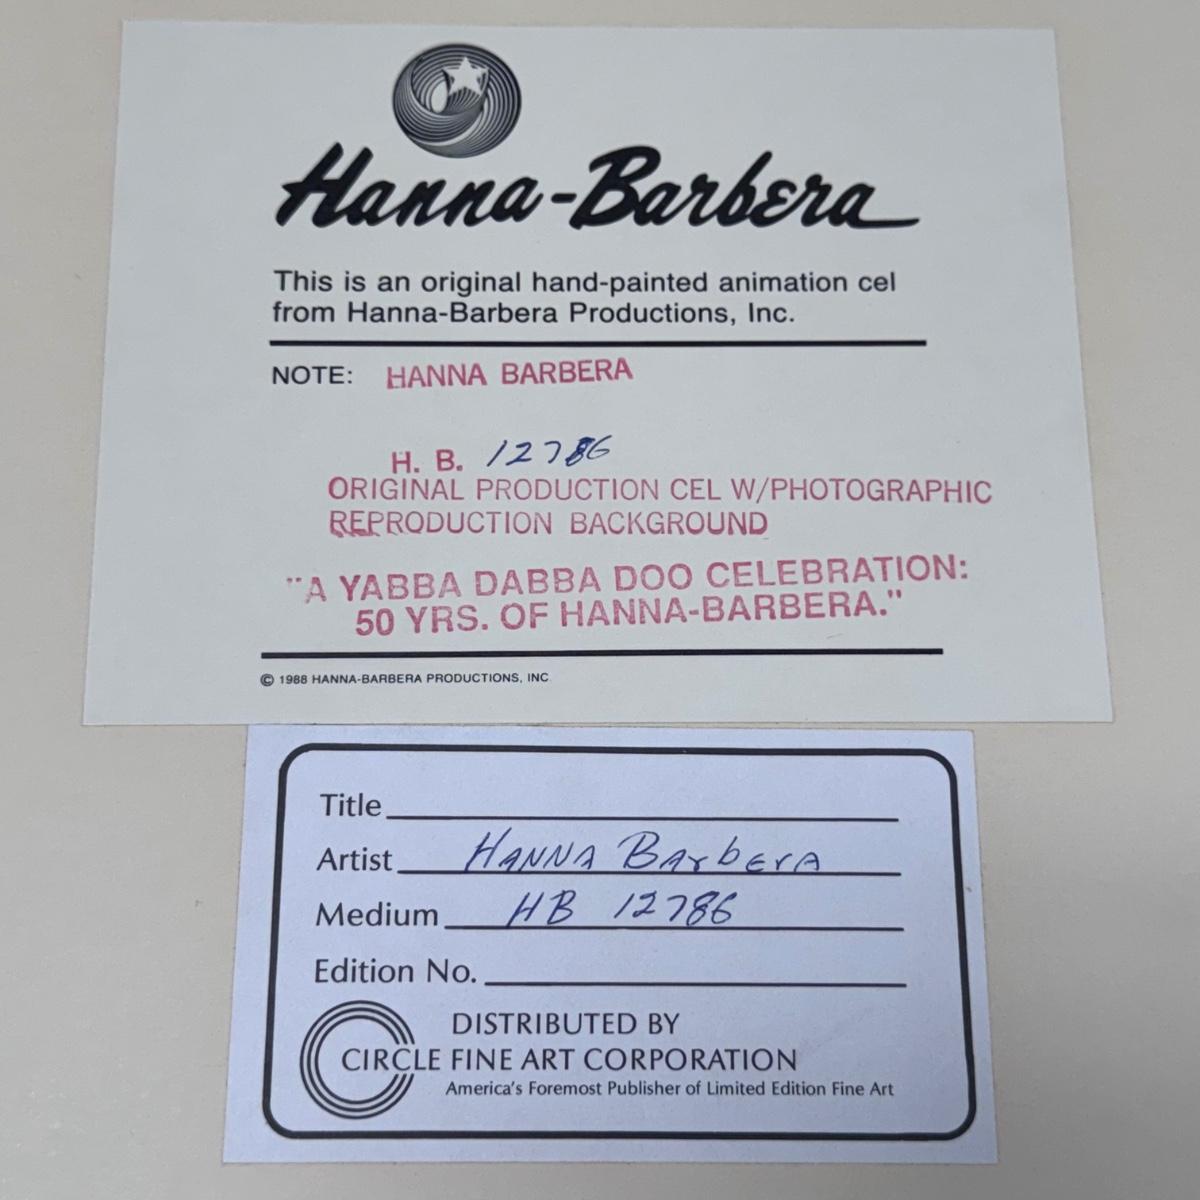 Hanna-Barbera
This is an original hand-painted animation cel
from Hanna-Barbera Productions, Inc.
NOTE: HANNA BARBERA
H. B. 12786
ORIGINAL PRODUCTION CEL W/PHOTOGRAPHIC
REPRODUCTION BACKGROUND
"A YABBA DABBA DOO CELEBRATION:
50 YRS. OF HANNA-BARBERA."
© 1988 HANNA-BARBERA PRODUCTIONS, INC
Title
Artist HANNA BArbErA
Medium HB 12786
Edition No.
DISTRIBUTED BY
CIRCLE FINE ART CORPORATION
America's Foremost Publisher of Limited Edition Fine Art